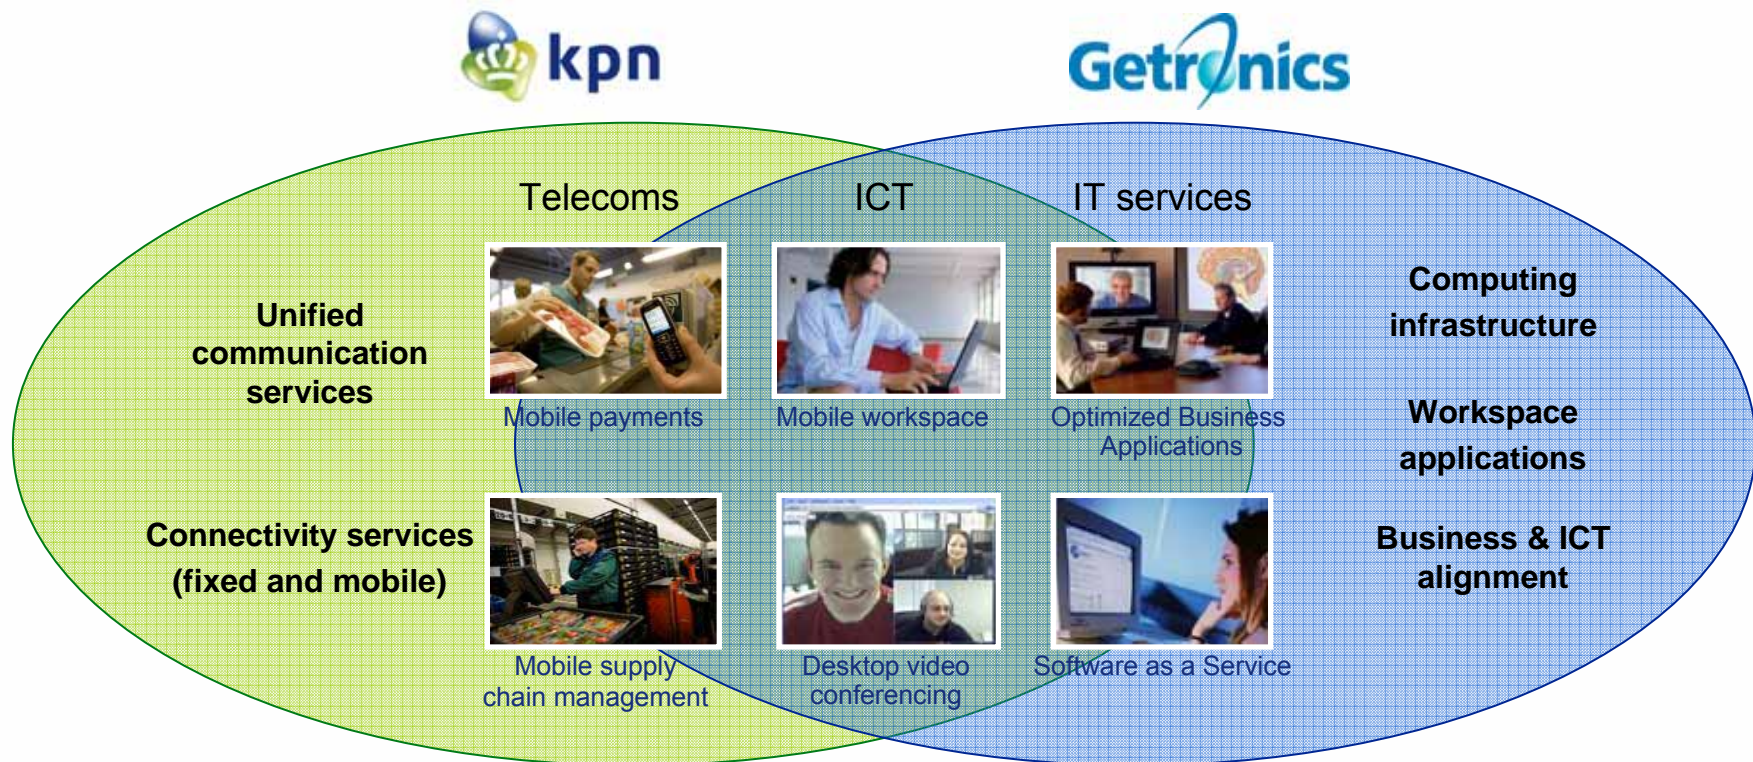 kpn
Getronics
Telecoms
ICT
IT services
Unified
communication
services
Connectivity services
(fixed and mobile)
Mobile payments
Mobile workspace
Optimized Business
Applications
Mobile supply
chain management
Desktop video
conferencing
Software as a Service
Computing
infrastructure
Workspace
applications
Business & ICT
alignment